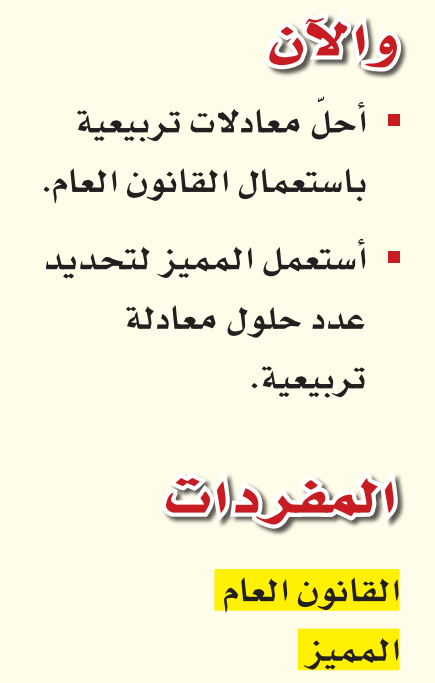 والآن
▪ أحلّ معادلات تربيعية
باستعمال القانون العام.
▪ أستعمل المميز لتحديد
عدد حلول معادلة
تربيعية.
المفردات
القانون العام
المميز